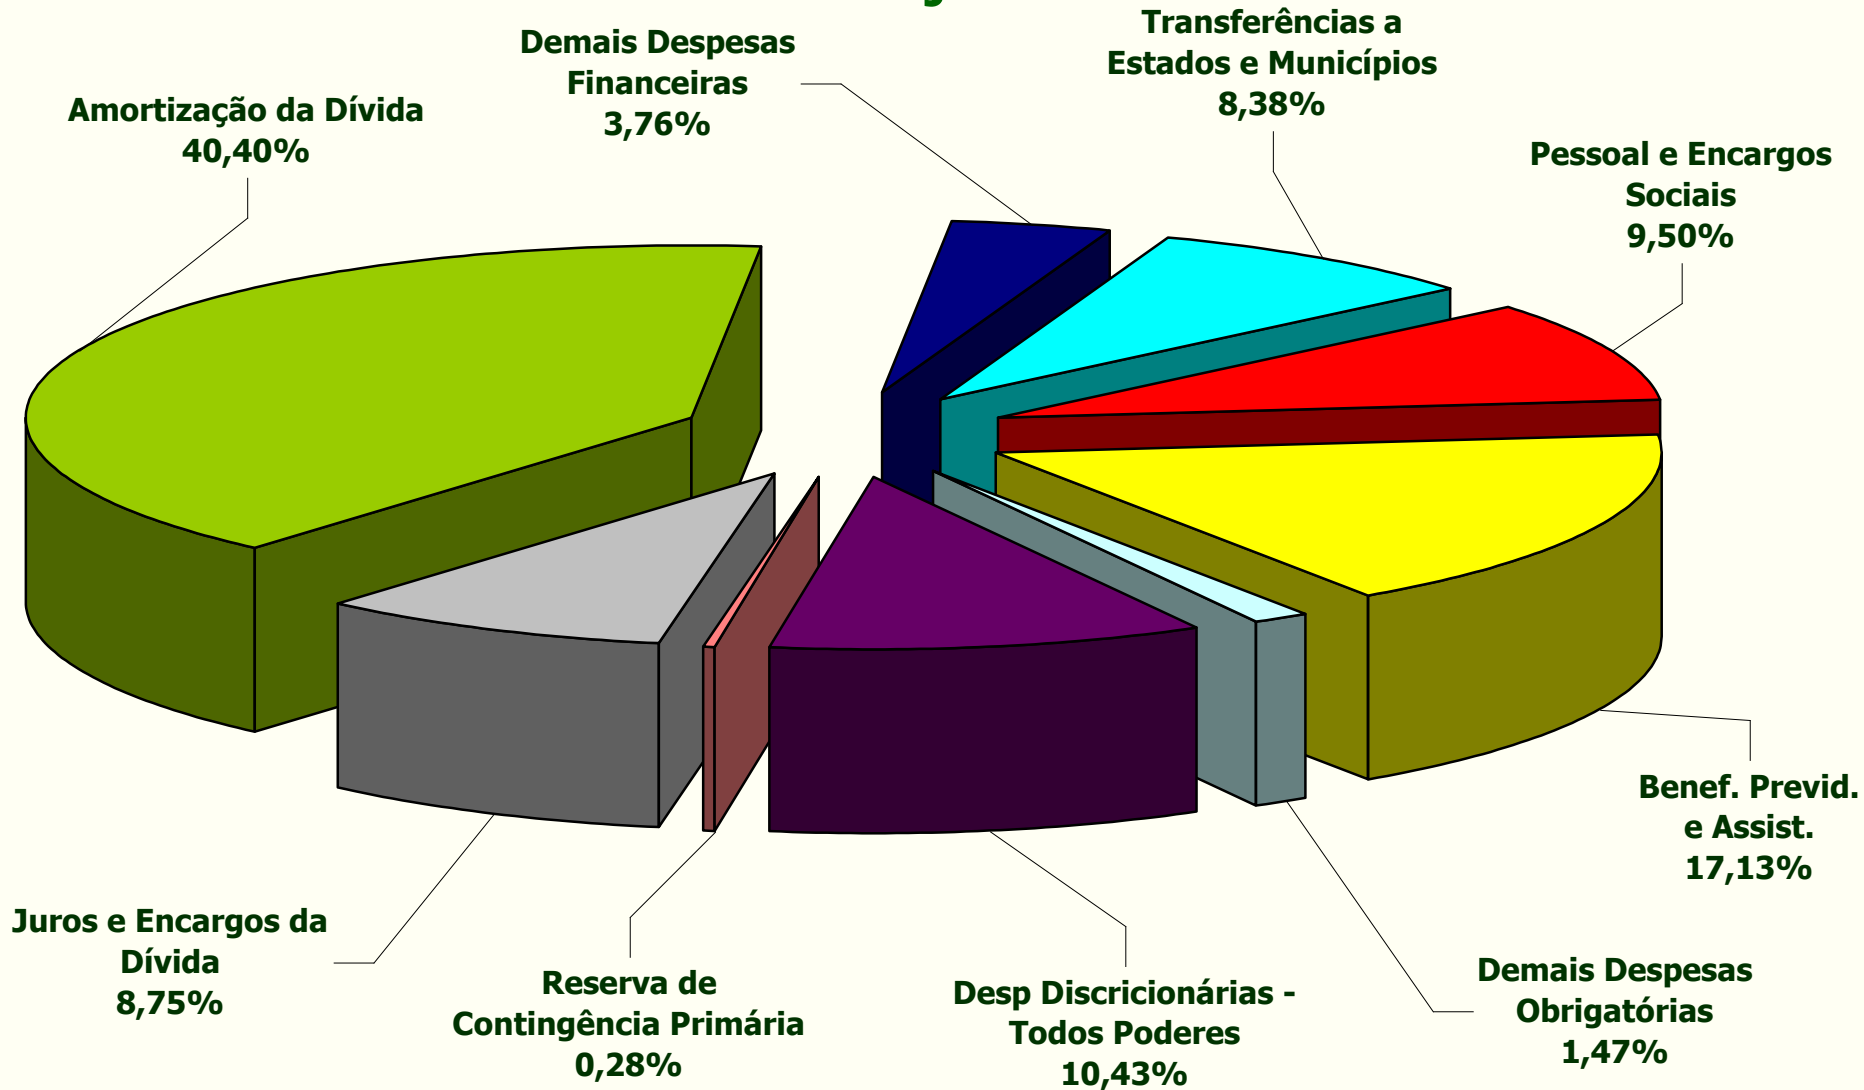 Transferências a
Estados e Municípios
8,38%
Demais Despesas
Financeiras
3,76%
Amortização da Dívida
40,40%
Pessoal e Encargos
Sociais
9,50%
Benef. Previd.
e Assist.
17,13%
Juros e Encargos da
Dívida
8,75%
Reserva de
Contingência Primária
0,28%
Desp Discricionárias -
Todos Poderes
10,43%
Demais Despesas
Obrigatórias
1,47%